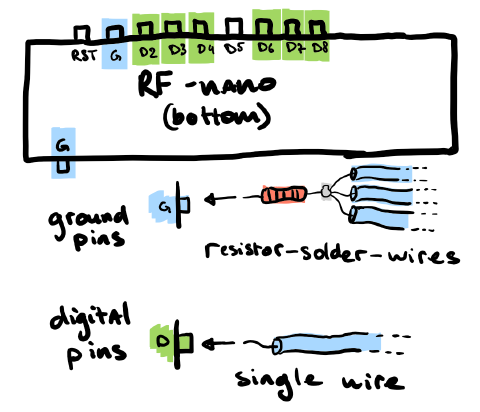 RST G D2 D3 D4 D5 D6 D7 D8
RF-NANO
(bottom)
G
ground
pins
G
resistor-solder-wires
digital
pins
D
single wire